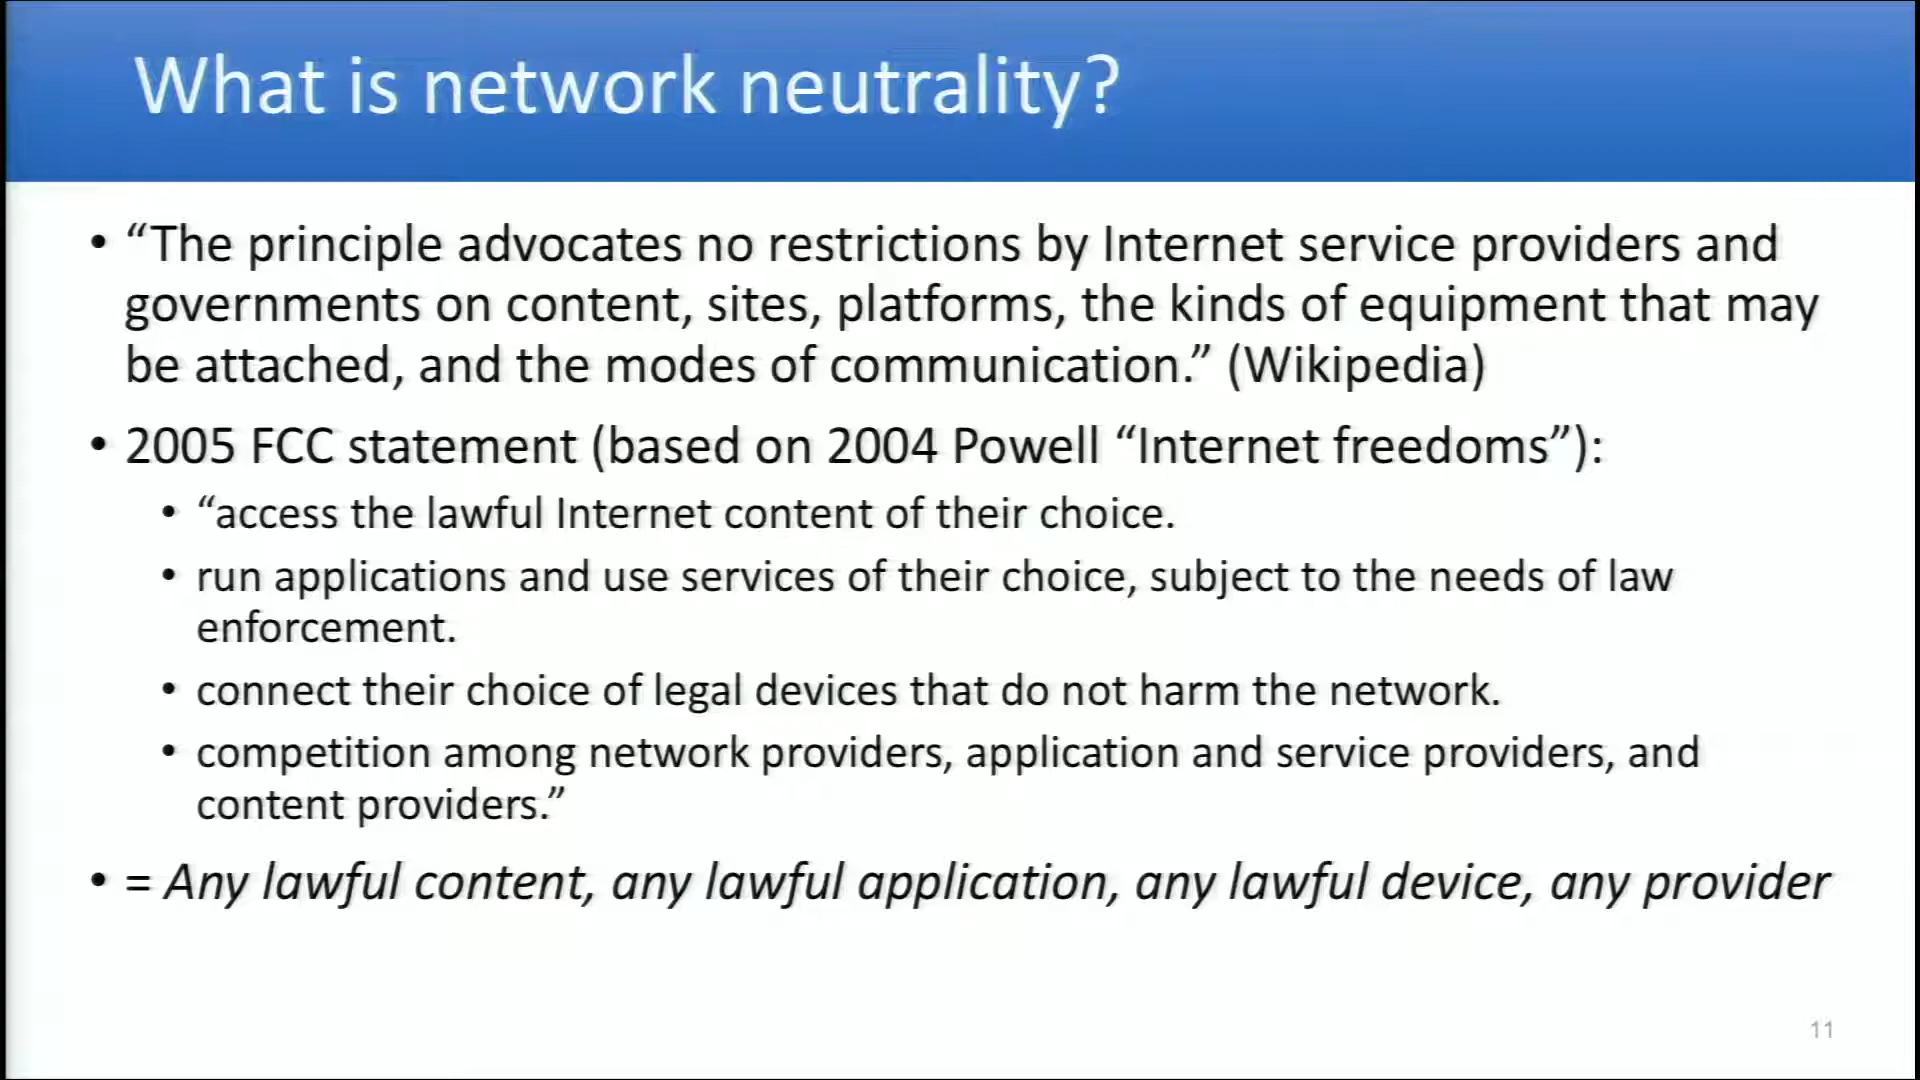 What is network neutrality?
• “The principle advocates no restrictions by Internet service providers and
governments on content, sites, platforms, the kinds of equipment that may
be attached, and the modes of communication.” (Wikipedia)
• 2005 FCC statement (based on 2004 Powell “Internet freedoms”):
• “access the lawful Internet content of their choice.
• run applications and use services of their choice, subject to the needs of law
enforcement.
• connect their choice of legal devices that do not harm the network.
• competition among network providers, application and service providers, and
content providers.”
• = Any lawful content, any lawful application, any lawful device, any provider
11